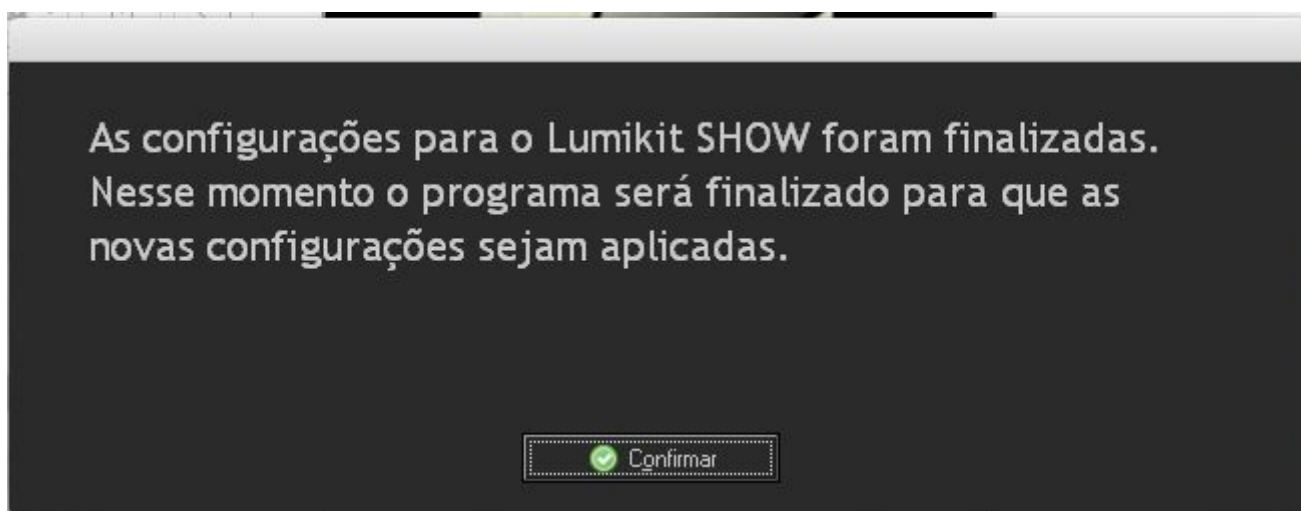 As configurações para o Lumikit SHOW foram finalizadas.
Nesse momento o programa será finalizado para que as
novas configurações sejam aplicadas.
Confirmar